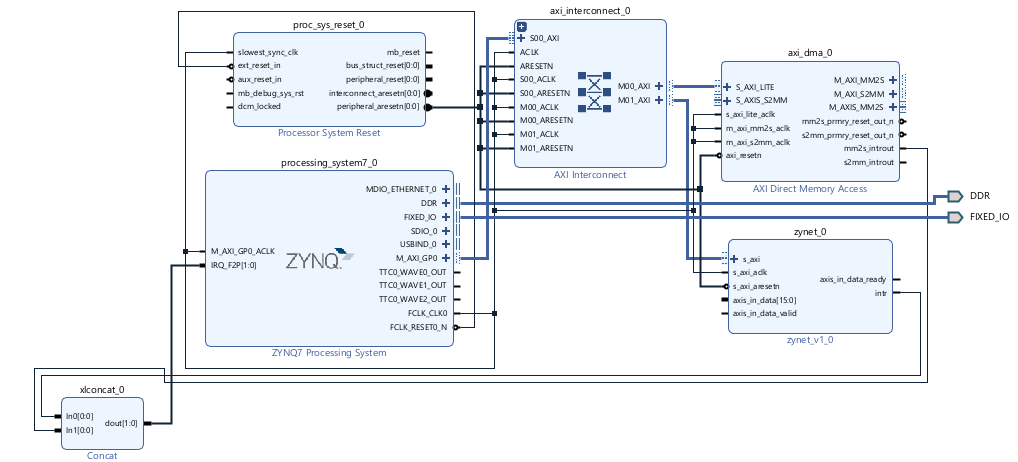 proc_sys_reset_0
slowest_sync_clk
ext_reset_in
aux_reset_in
mb_debug_sys_rst
dcm_locked
mb_reset
bus_struct_reset[0:0]
peripheral_reset[0:0]
interconnect_aresetn[0:0]
peripheral_aresetn[0:0]
Processor System Reset
axi_interconnect_0
S00_AXI
ACLK
ARESETN
S00_ACLK
S00_ARESETN
M00_ACLK
M00_ARESETN
M01_ACLK
M01_ARESETN
M00_AXI
M01_AXI
AXI Interconnect
axi_dma_0
S_AXI_LITE
S_AXIS_S2MM
s_axi_lite_aclk
m_axi_mm2s_aclk
m_axi_s2mm_aclk
axi_resetn
M_AXI_MM2S
M_AXI_S2MM
M_AXIS_MM2S
mm2s_prmry_reset_out_n
s2mm_prmry_reset_out_n
mm2s_introut
s2mm_introut
AXI Direct Memory Access
processing_system7_0
M_AXI_GP0_ACLK
IRQ_F2P[1:0]
ZYNQ
MDIO_ETHERNET_0
DDR
FIXED_IO
SDIO_0
USBIND_0
M_AXI_GP0
TTC0_WAVE0_OUT
TTC0_WAVE1_OUT
TTC0_WAVE2_OUT
FCLK_CLK0
FCLK_RESET0_N
ZYNQ7 Processing System
DDR
FIXED_IO
zynet_0
s_axi
s_axi_aclk
s_axi_aresetn
axis_in_data[15:0]
axis_in_data_valid
axis_in_data_ready
intr
zynet_v1_0
xlconcat_0
In0[0:0]
In1[0:0]
dout[1:0]
Concat